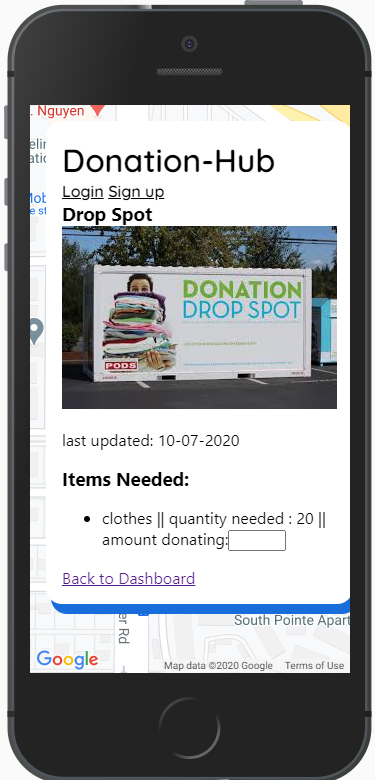 . Nguyen
Donation-Hub
Login Sign up
Drop Spot
DONATION
DROP SPOT
PODS
last updated: 10-07-2020
Items Needed:
clothes || quantity needed : 20 ||
amount donating:
Back to Dashboard
South Pointe Apart
er Rd
Google
Map data ©2020 Google Terms of Use